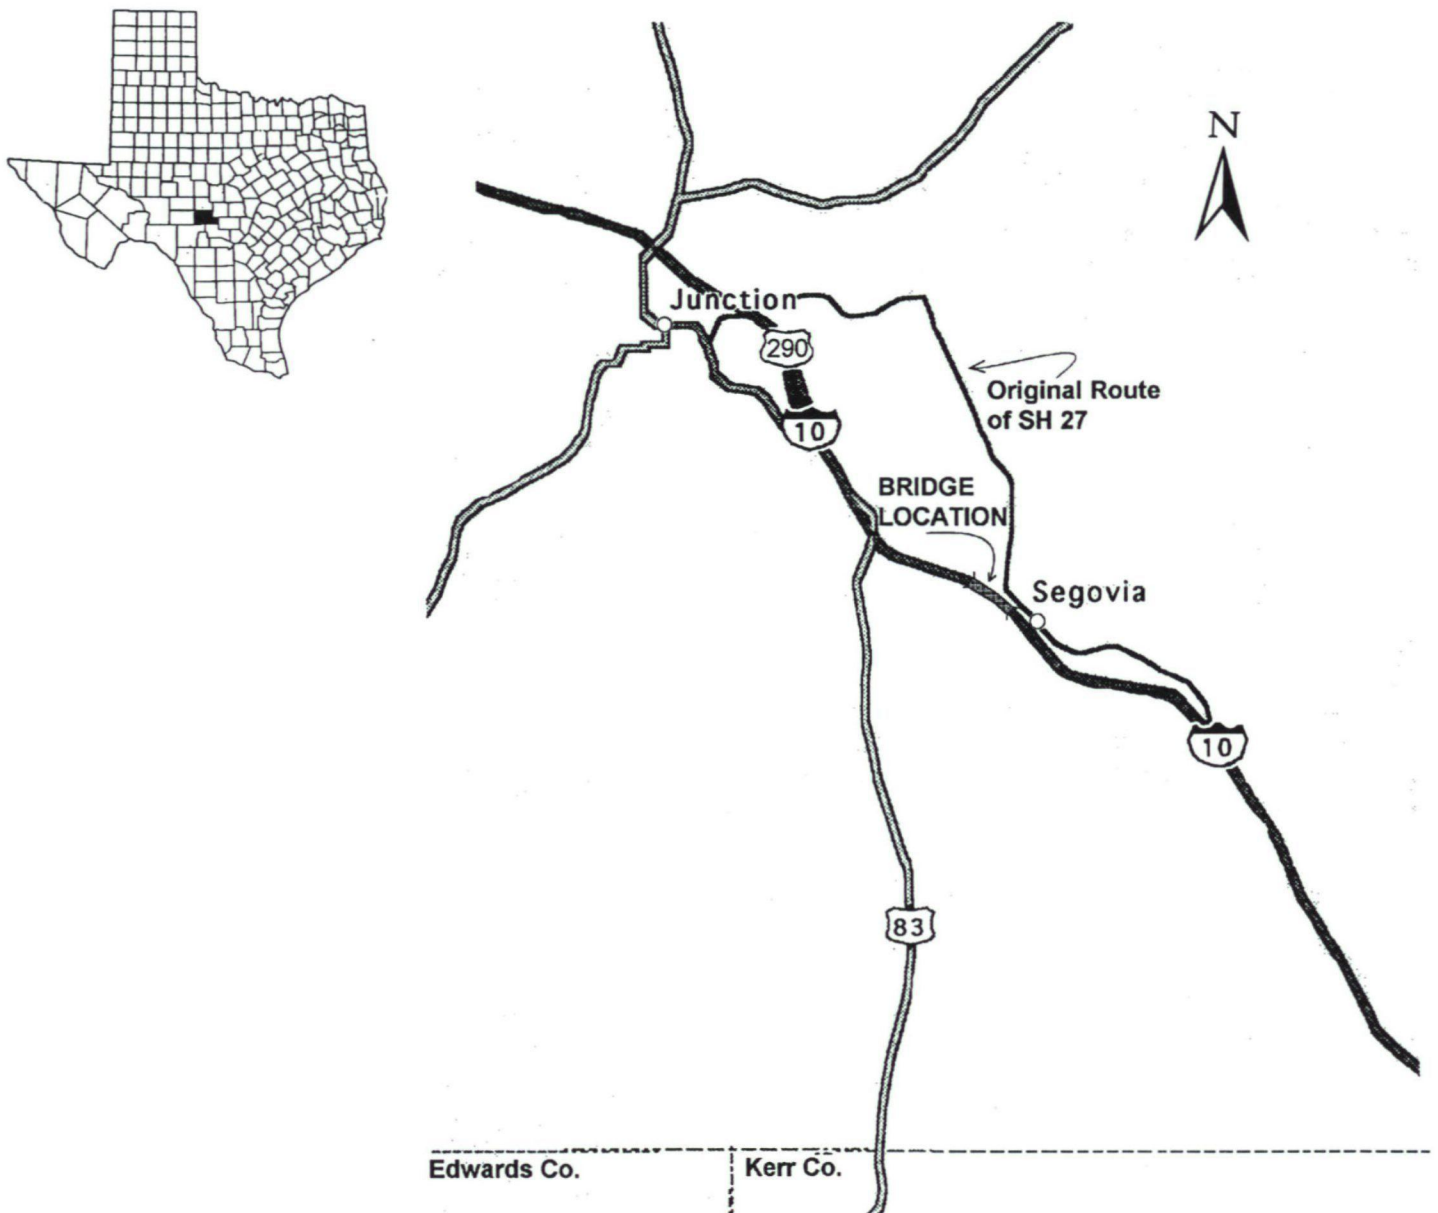 N
Junction
290
Original Route
of SH 27
10
BRIDGE
LOCATION
Segovia
10
83
Edwards Co.
Kerr Co.